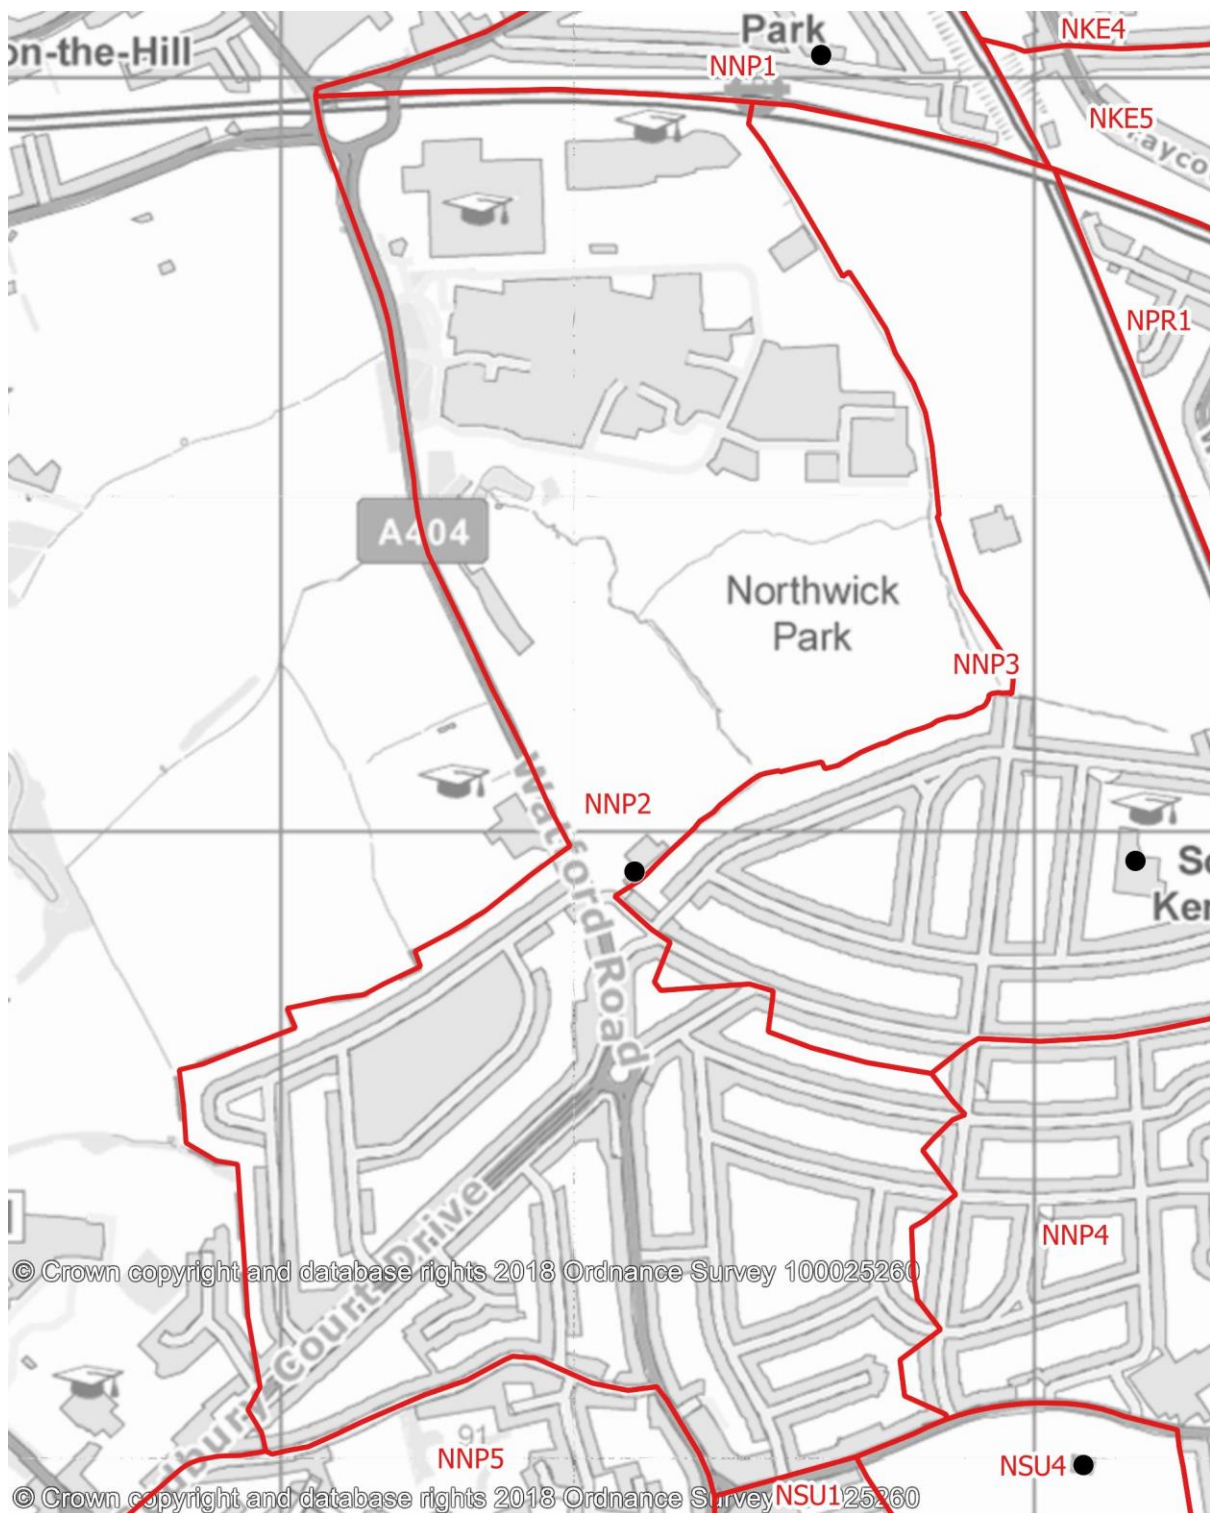 Park
NKE4
on-the-Hill
NNP1
NKE5
NPR1
A404
Northwick
Park
NNP3
NNP2
Watford Road
So
Ken
NNP4
© Crown copyright and database rights 2018 Ordnance Survey 100025260
Court Drive
91
NNP5
NSU4
NSU1
© Crown copyright and database rights 2018 Ordnance Survey 100025260